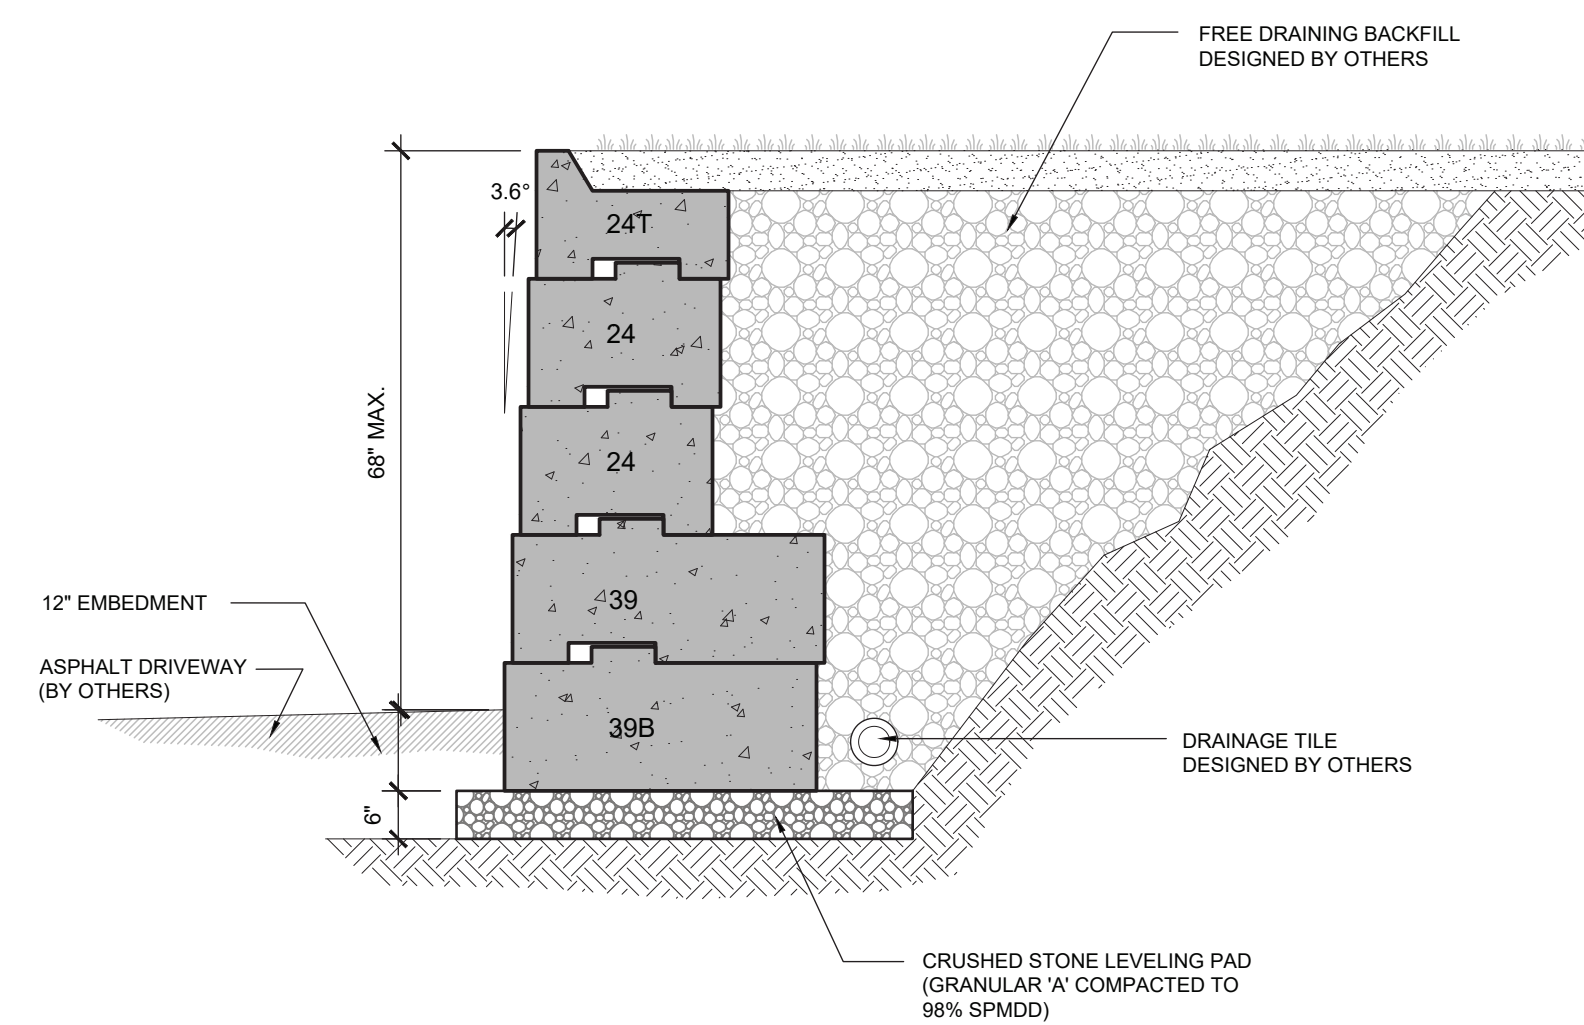 FREE DRAINING BACKFILL
DESIGNED BY OTHERS
3.6°
24T
24
68" MAX.
24
39
12" EMBEDMENT
ASPHALT DRIVEWAY
(BY OTHERS)
39B
DRAINAGE TILE
DESIGNED BY OTHERS
6"
CRUSHED STONE LEVELING PAD
(GRANULAR 'A' COMPACTED TO
98% SPMDD)